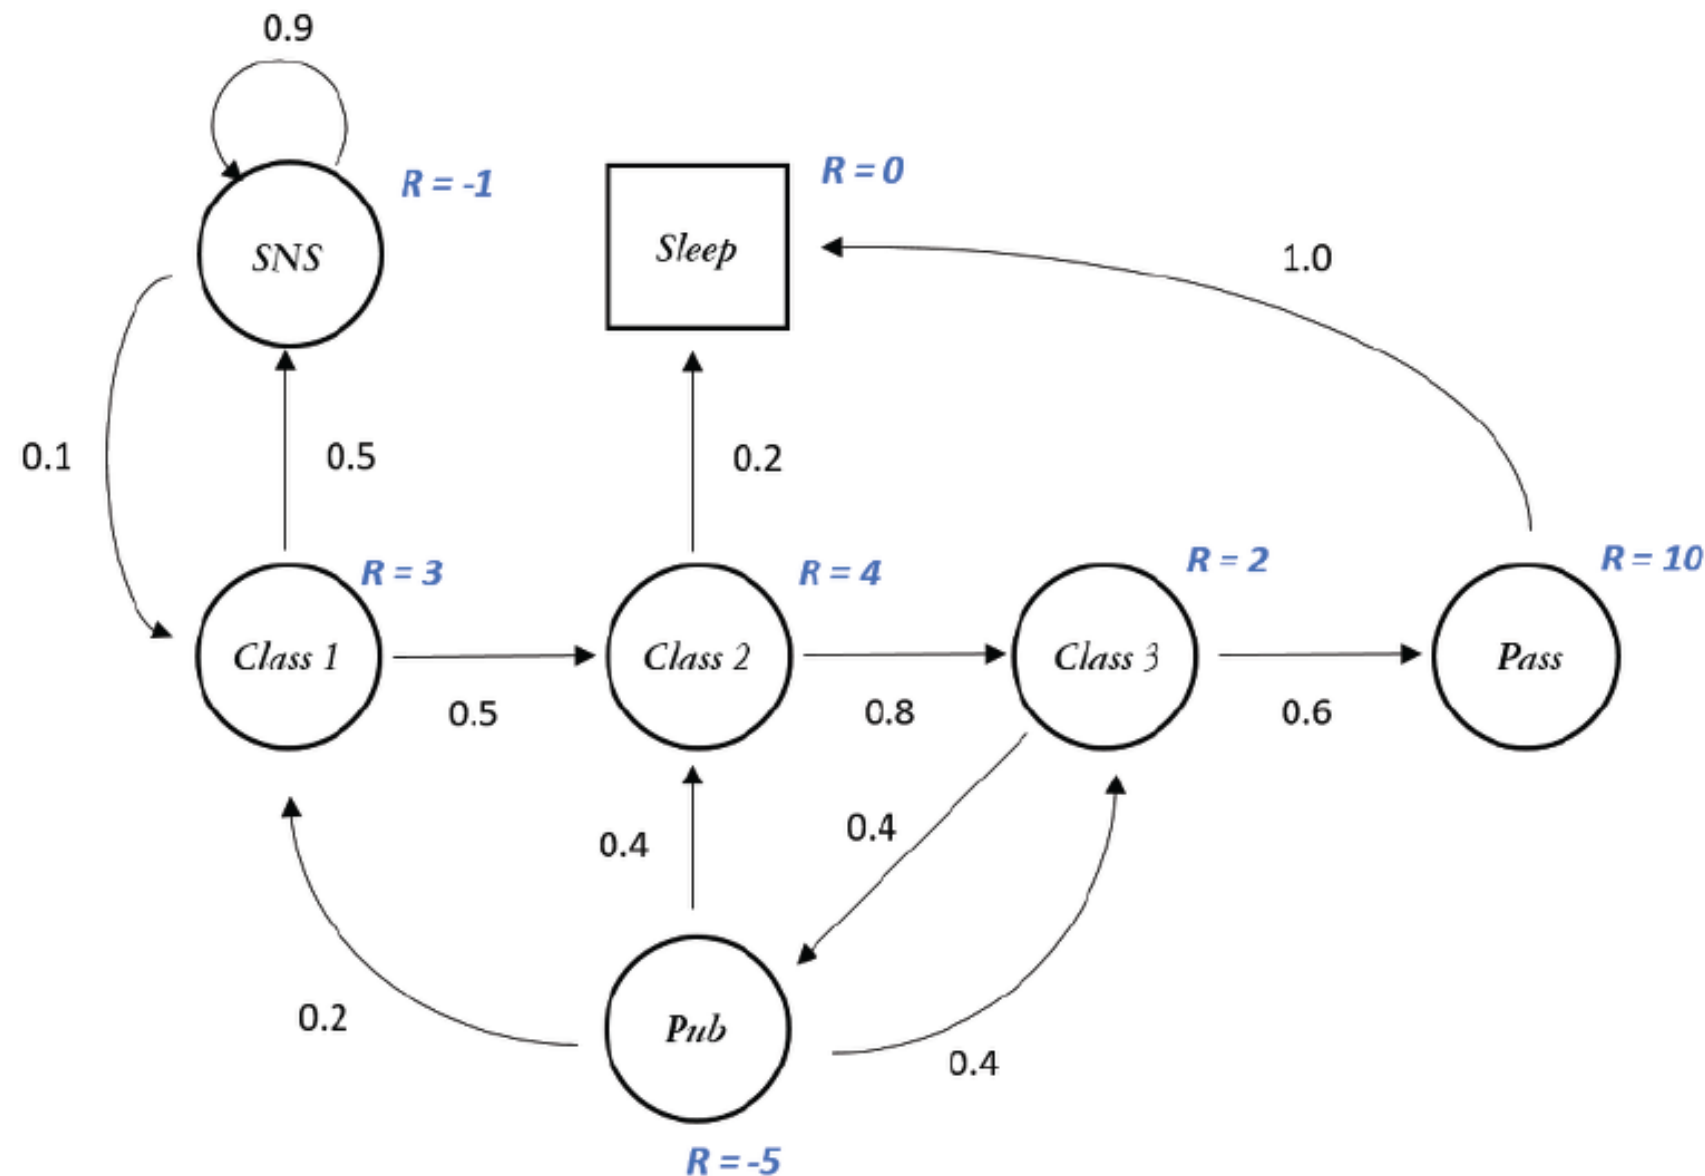 0.9
R = -1
R = 0
SNS
Sleep
1.0
0.1
0.5
0.2
R = 3
R = 4
R = 2
R = 10
Class 1
Class 2
Class 3
Pass
0.5
0.8
0.6
0.4
0.4
0.2
Pub
0.4
R = -5